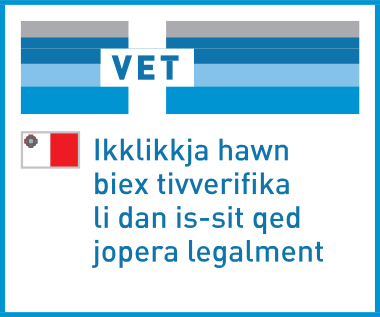 VET
Ikklikkja hawn
biex tivverifika
li dan is-sit qed
jopera legalment